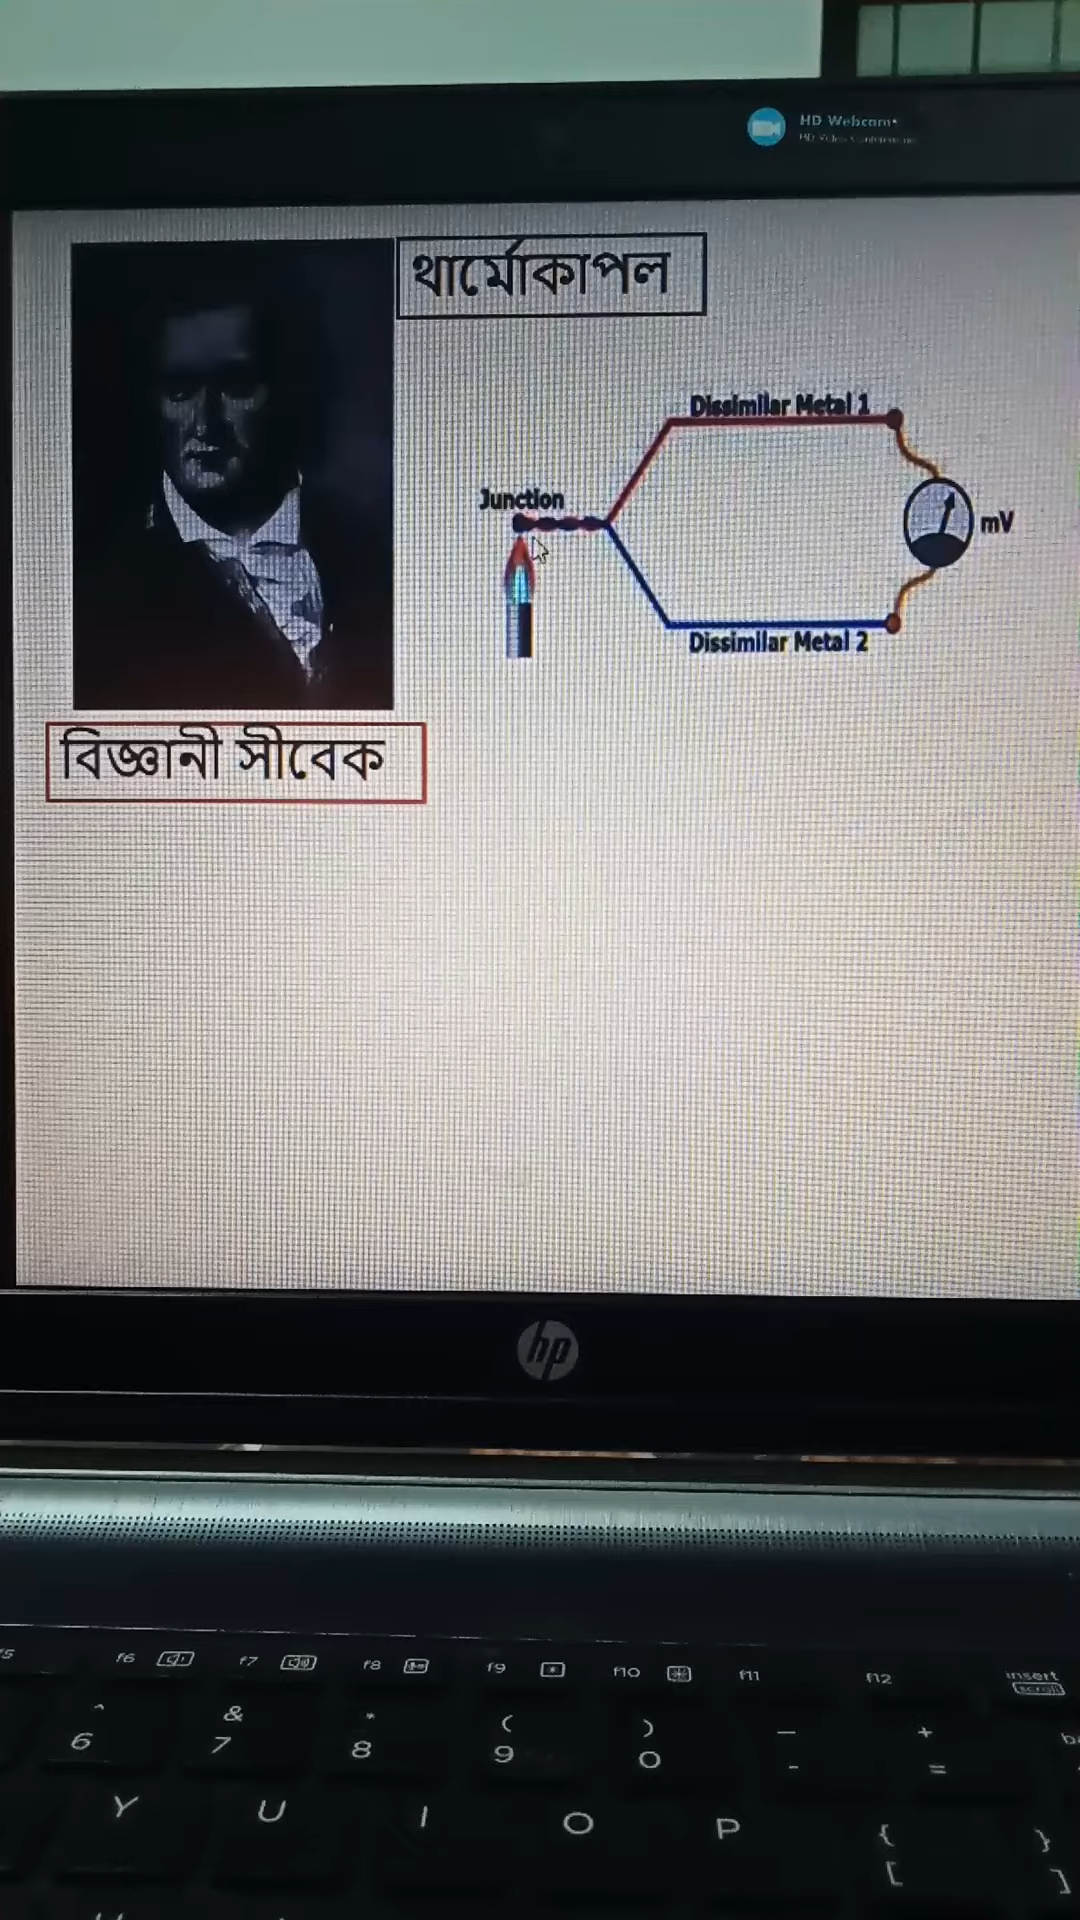 HD Webcam
থার্মোকাপল
Dissimilar Metal 1
Junction
mV
Dissimilar Metal 2
বিজ্ঞানী সীবেক
hp
f6 f7 f8 f9 f10 f11 f12 insert
scroll
^ & * ( ) _ +
6 7 8 9 0 - =
Y U I O P { }
[ ]